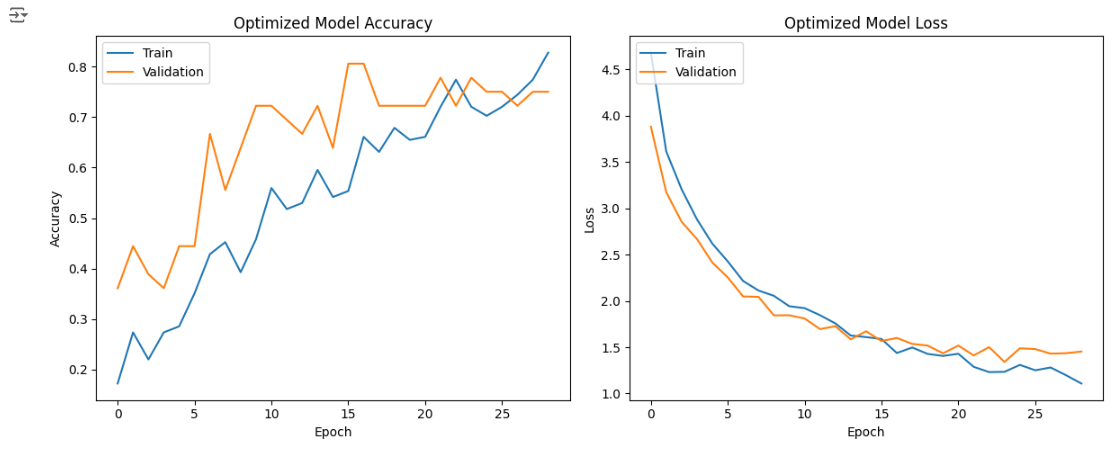 Optimized Model Accuracy
Train
Validation
0.8
0.7
0.6
0.5
0.4
0.3
0.2
Accuracy
0
5
10
15
20
25
Epoch
Optimized Model Loss
Train
Validation
4.5
4.0
3.5
3.0
2.5
2.0
1.5
1.0
Loss
0
5
10
15
20
25
Epoch